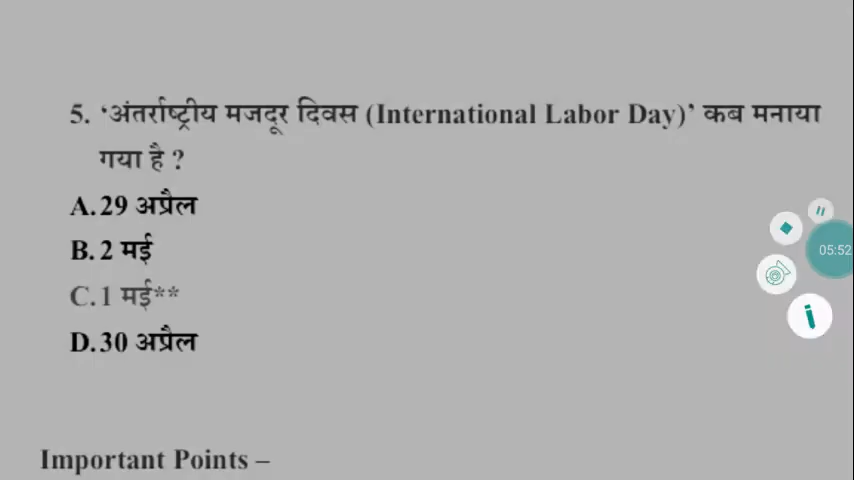 5. ‘अंतर्राष्ट्रीय मजदूर दिवस (International Labor Day)’ कब मनाया
गया है ?
A.29 अप्रैल
B.2 मई
C.1 मई**
D.30 अप्रैल
05:52
Important Points –